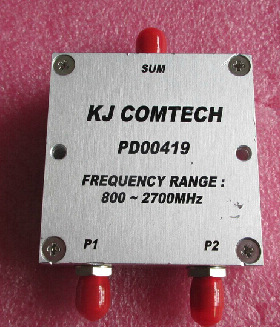 SUM
KJ COMTECH
PD00419
FREQUENCY RANGE :
800 ~ 2700MHz
P1 P2